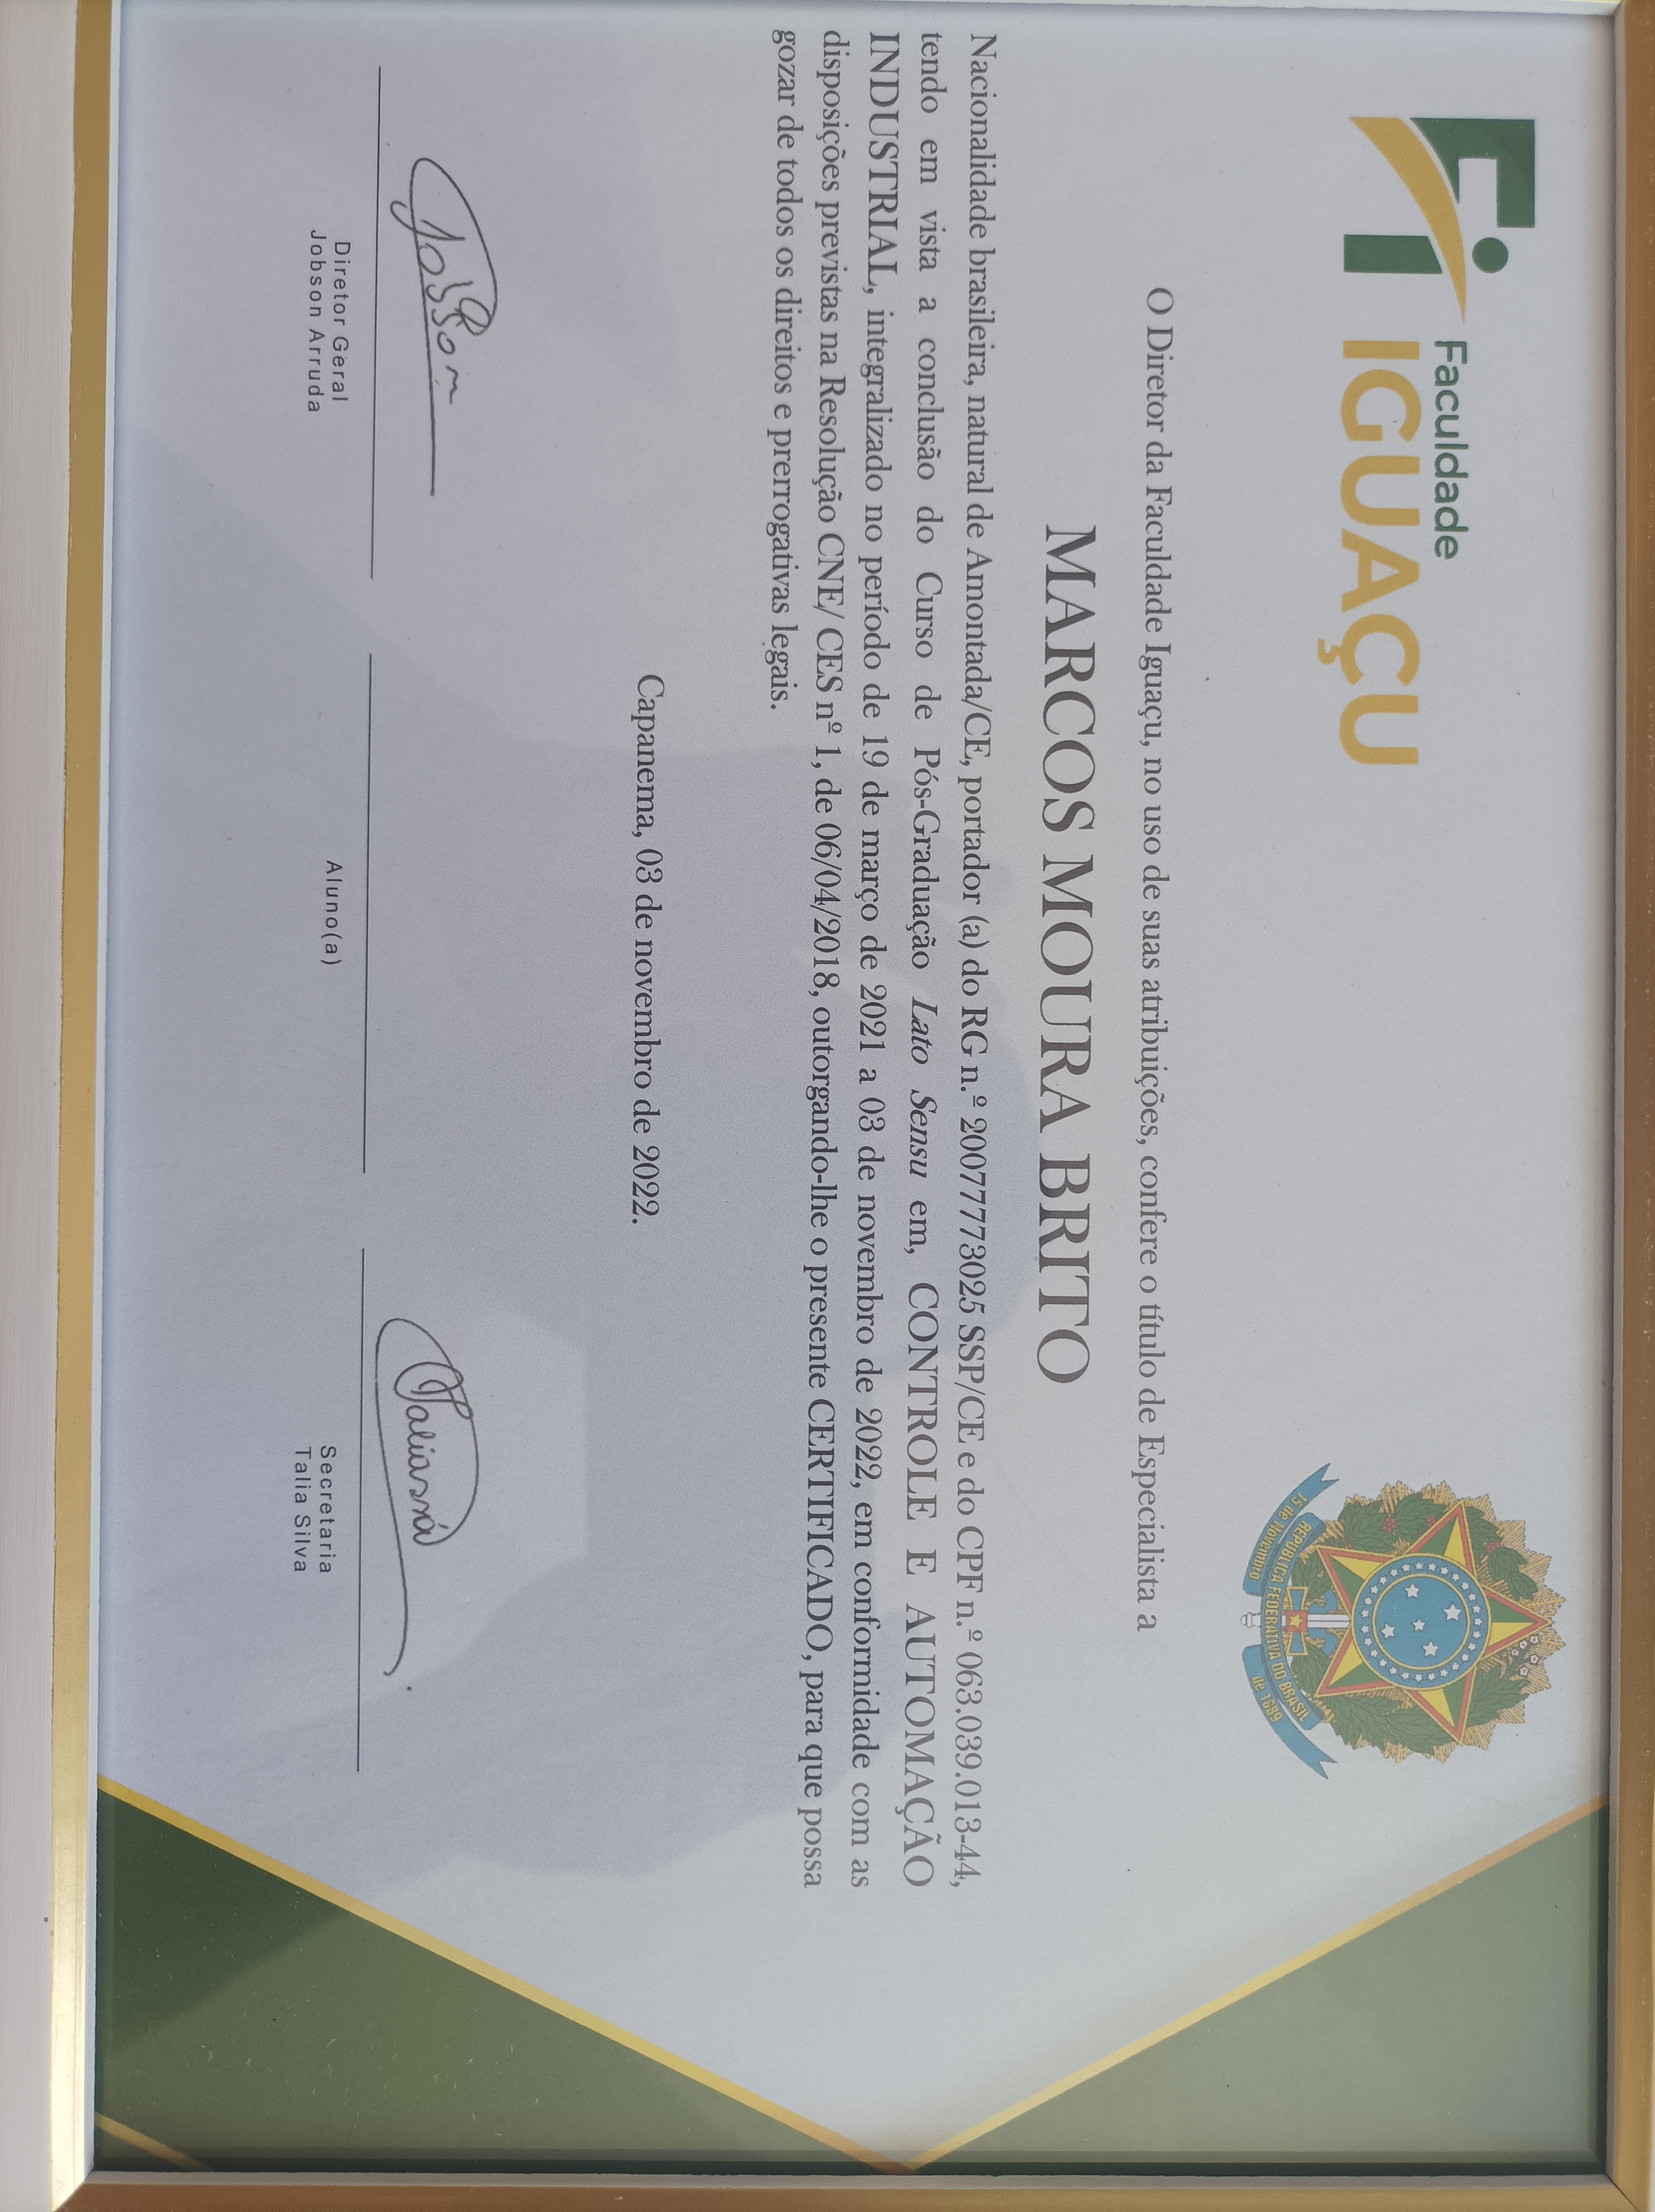 Faculdade
IGUAÇU
REPÚBLICA FEDERATIVA DO BRASIL
15 de Novembro de 1889
O Diretor da Faculdade Iguaçu, no uso de suas atribuições, confere o título de Especialista a
MARCOS MOURA BRITO
Nacionalidade brasileira, natural de Amontada/CE, portador (a) do RG n.º 20077773025 SSP/CE e do CPF n.º 063.039.013-44,
tendo em vista a conclusão do Curso de Pós-Graduação Lato Sensu em, CONTROLE E AUTOMAÇÃO
INDUSTRIAL, integralizado no período de 19 de março de 2021 a 03 de novembro de 2022, em conformidade com as
disposições previstas na Resolução CNE/ CES nº 1, de 06/04/2018, outorgando-lhe o presente CERTIFICADO, para que possa
gozar de todos os direitos e prerrogativas legais.
Capanema, 03 de novembro de 2022.
Jobson
Diretor Geral
Jobson Arruda
Aluno(a)
Secretaria
Talia Silva